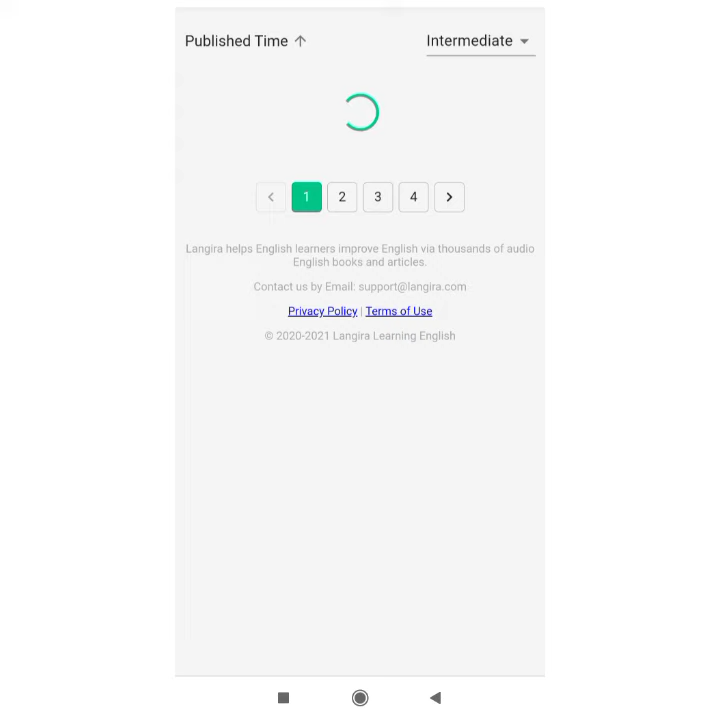 Published Time
Intermediate
1 2 3 4
Langira helps English learners improve English via thousands of audio
English books and articles.
Contact us by Email: support@langira.com
Privacy Policy | Terms of Use
© 2020-2021 Langira Learning English